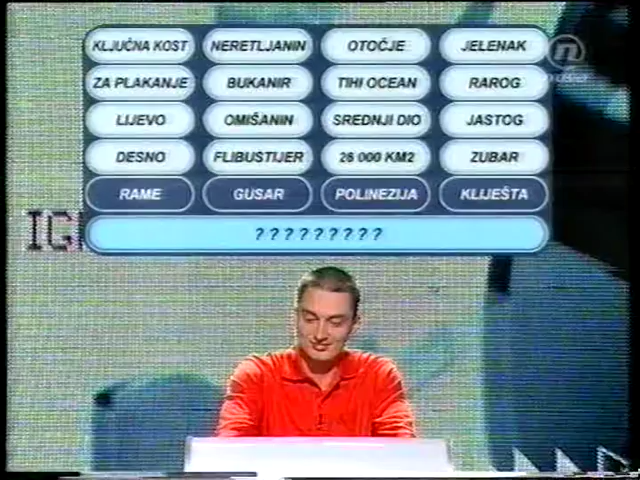 KLJUČNA KOST NERETLJANIN OTOČJE JELENAK
ZA PLAKANJE BUKANIR TIHI OCEAN RAROG
LIJEVO OMIŠANIN SREDNJI DIO JASTOG
DESNO FLIBUSTIJER 26 000 KM2 ZUBAR
RAME GUSAR POLINEZIJA KLIJEŠTA
IG
?????????